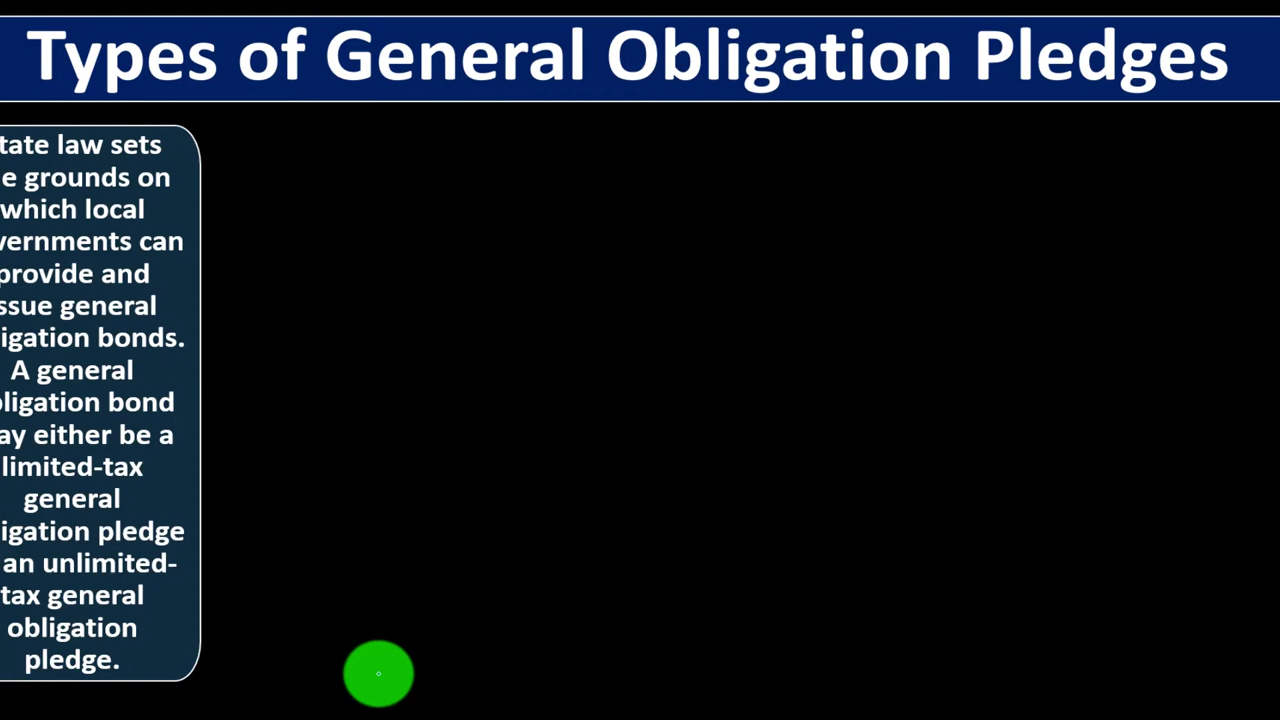 Types of General Obligation Pledges
tate law sets
e grounds on
which local
vernments can
provide and
ssue general
igation bonds.
A general
ligation bond
ay either be a
limited-tax
general
igation pledge
an unlimited-
tax general
obligation
pledge.